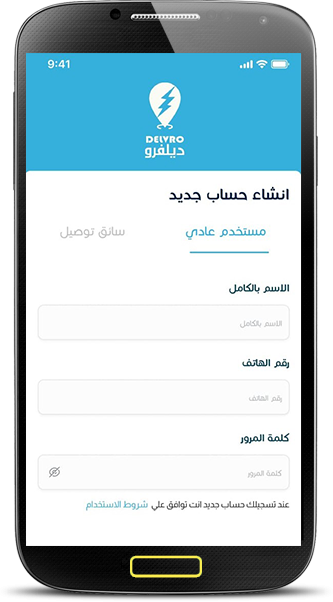 9:41
DELVRO
ديلفرو
انشاء حساب جديد
مستخدم عادي
سائق توصيل
الاسم بالكامل
الاسم بالكامل
رقم الهاتف
رقم الهاتف
كلمة المرور
كلمة المرور
عند تسجيلك حساب جديد انت توافق علي شروط الاستخدام